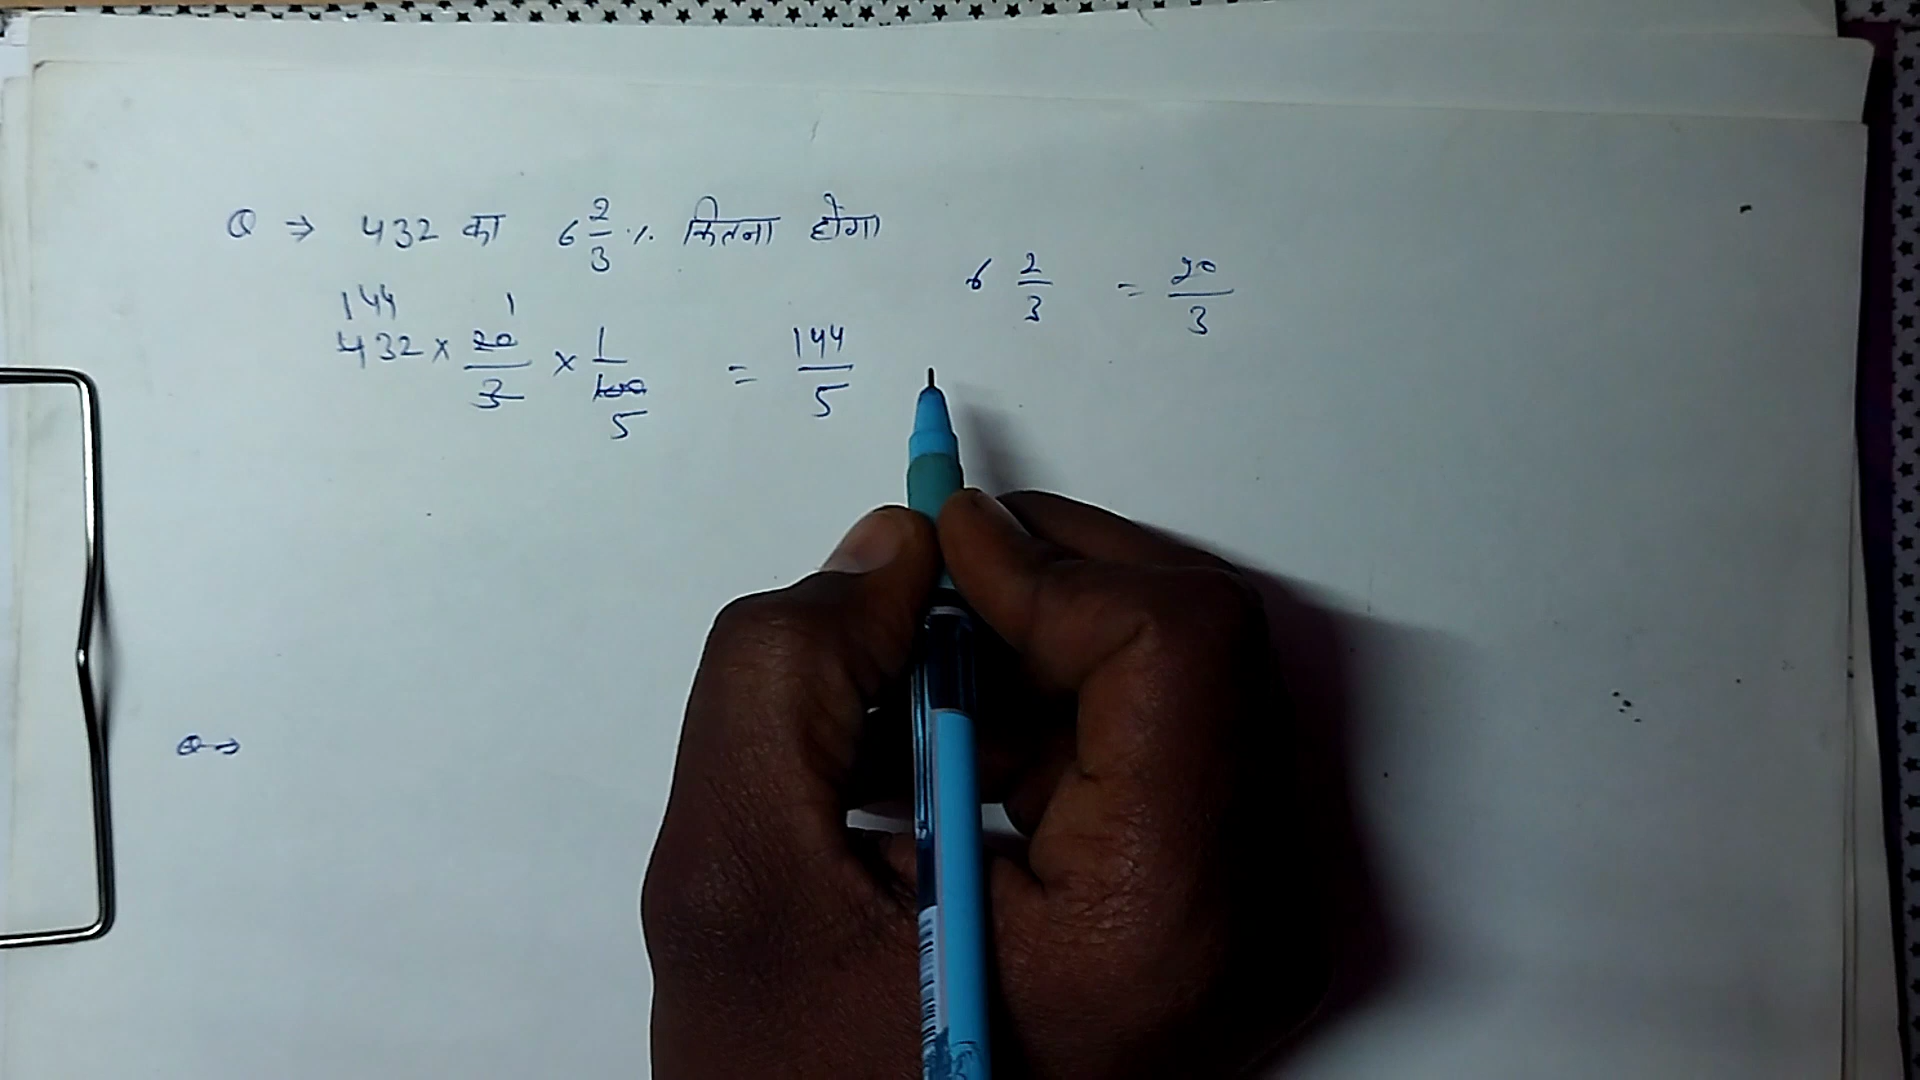 Q ⇒ 432 का 6 2/3 % कितना होगा
6 2/3 = 20/3
144 1
432 × 20/3 × 1/100 = 144/5
5
Q ⇒